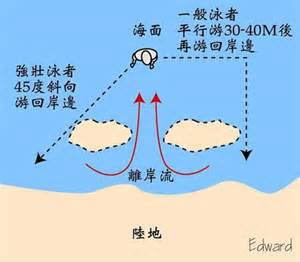 一般泳者
平行游30-40M後
再游回岸邊
海面
強壯泳者
45度斜向
游回岸邊
離岸流
陸地
Edward